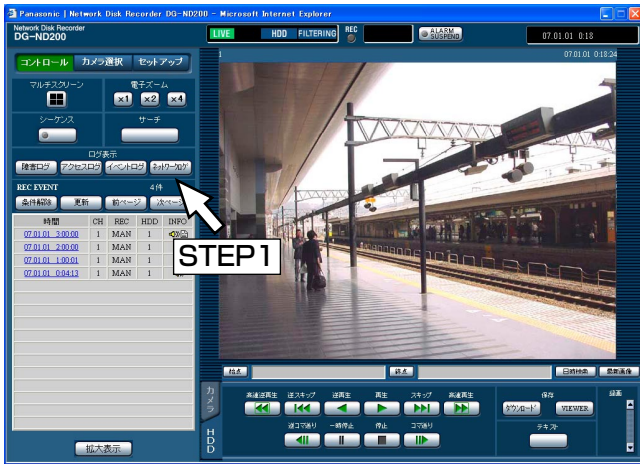 Panasonic | Network Disk Recorder DG-ND200 - Microsoft Internet Explorer
Network Disk Recorder
DG-ND200
LIVE
HDD
FILTERING
REC
ALARM
SUSPEND
07.01.01 0:18
コントロール カメラ選択 セットアップ
マルチスクリーン 電子ズーム
×1 ×2 ×4
シーケンス サーチ
ログ表示
障害ログ アクセスログ イベントログ ネットワークログ
REC EVENT 4件
条件解除 更新 前ページ 次ページ
時間 CH REC HDD INFO
07.01.01 3:00:00 1 MAN 1
07.01.01 2:00:00 1 MAN 1
07.01.01 1:00:01 1 MAN 1
07.01.01 0:04:13 1 MAN 1
拡大表示
STEP1
1 07.01.01 0:18:24
始点 終点 日時検索 最新画像
カメラ
HDD
高速逆再生 逆スキップ 逆再生 再生 スキップ 高速再生
逆コマ送り 一時停止 停止 コマ送り
保存
ダウンロード VIEWER
テキスト
録画